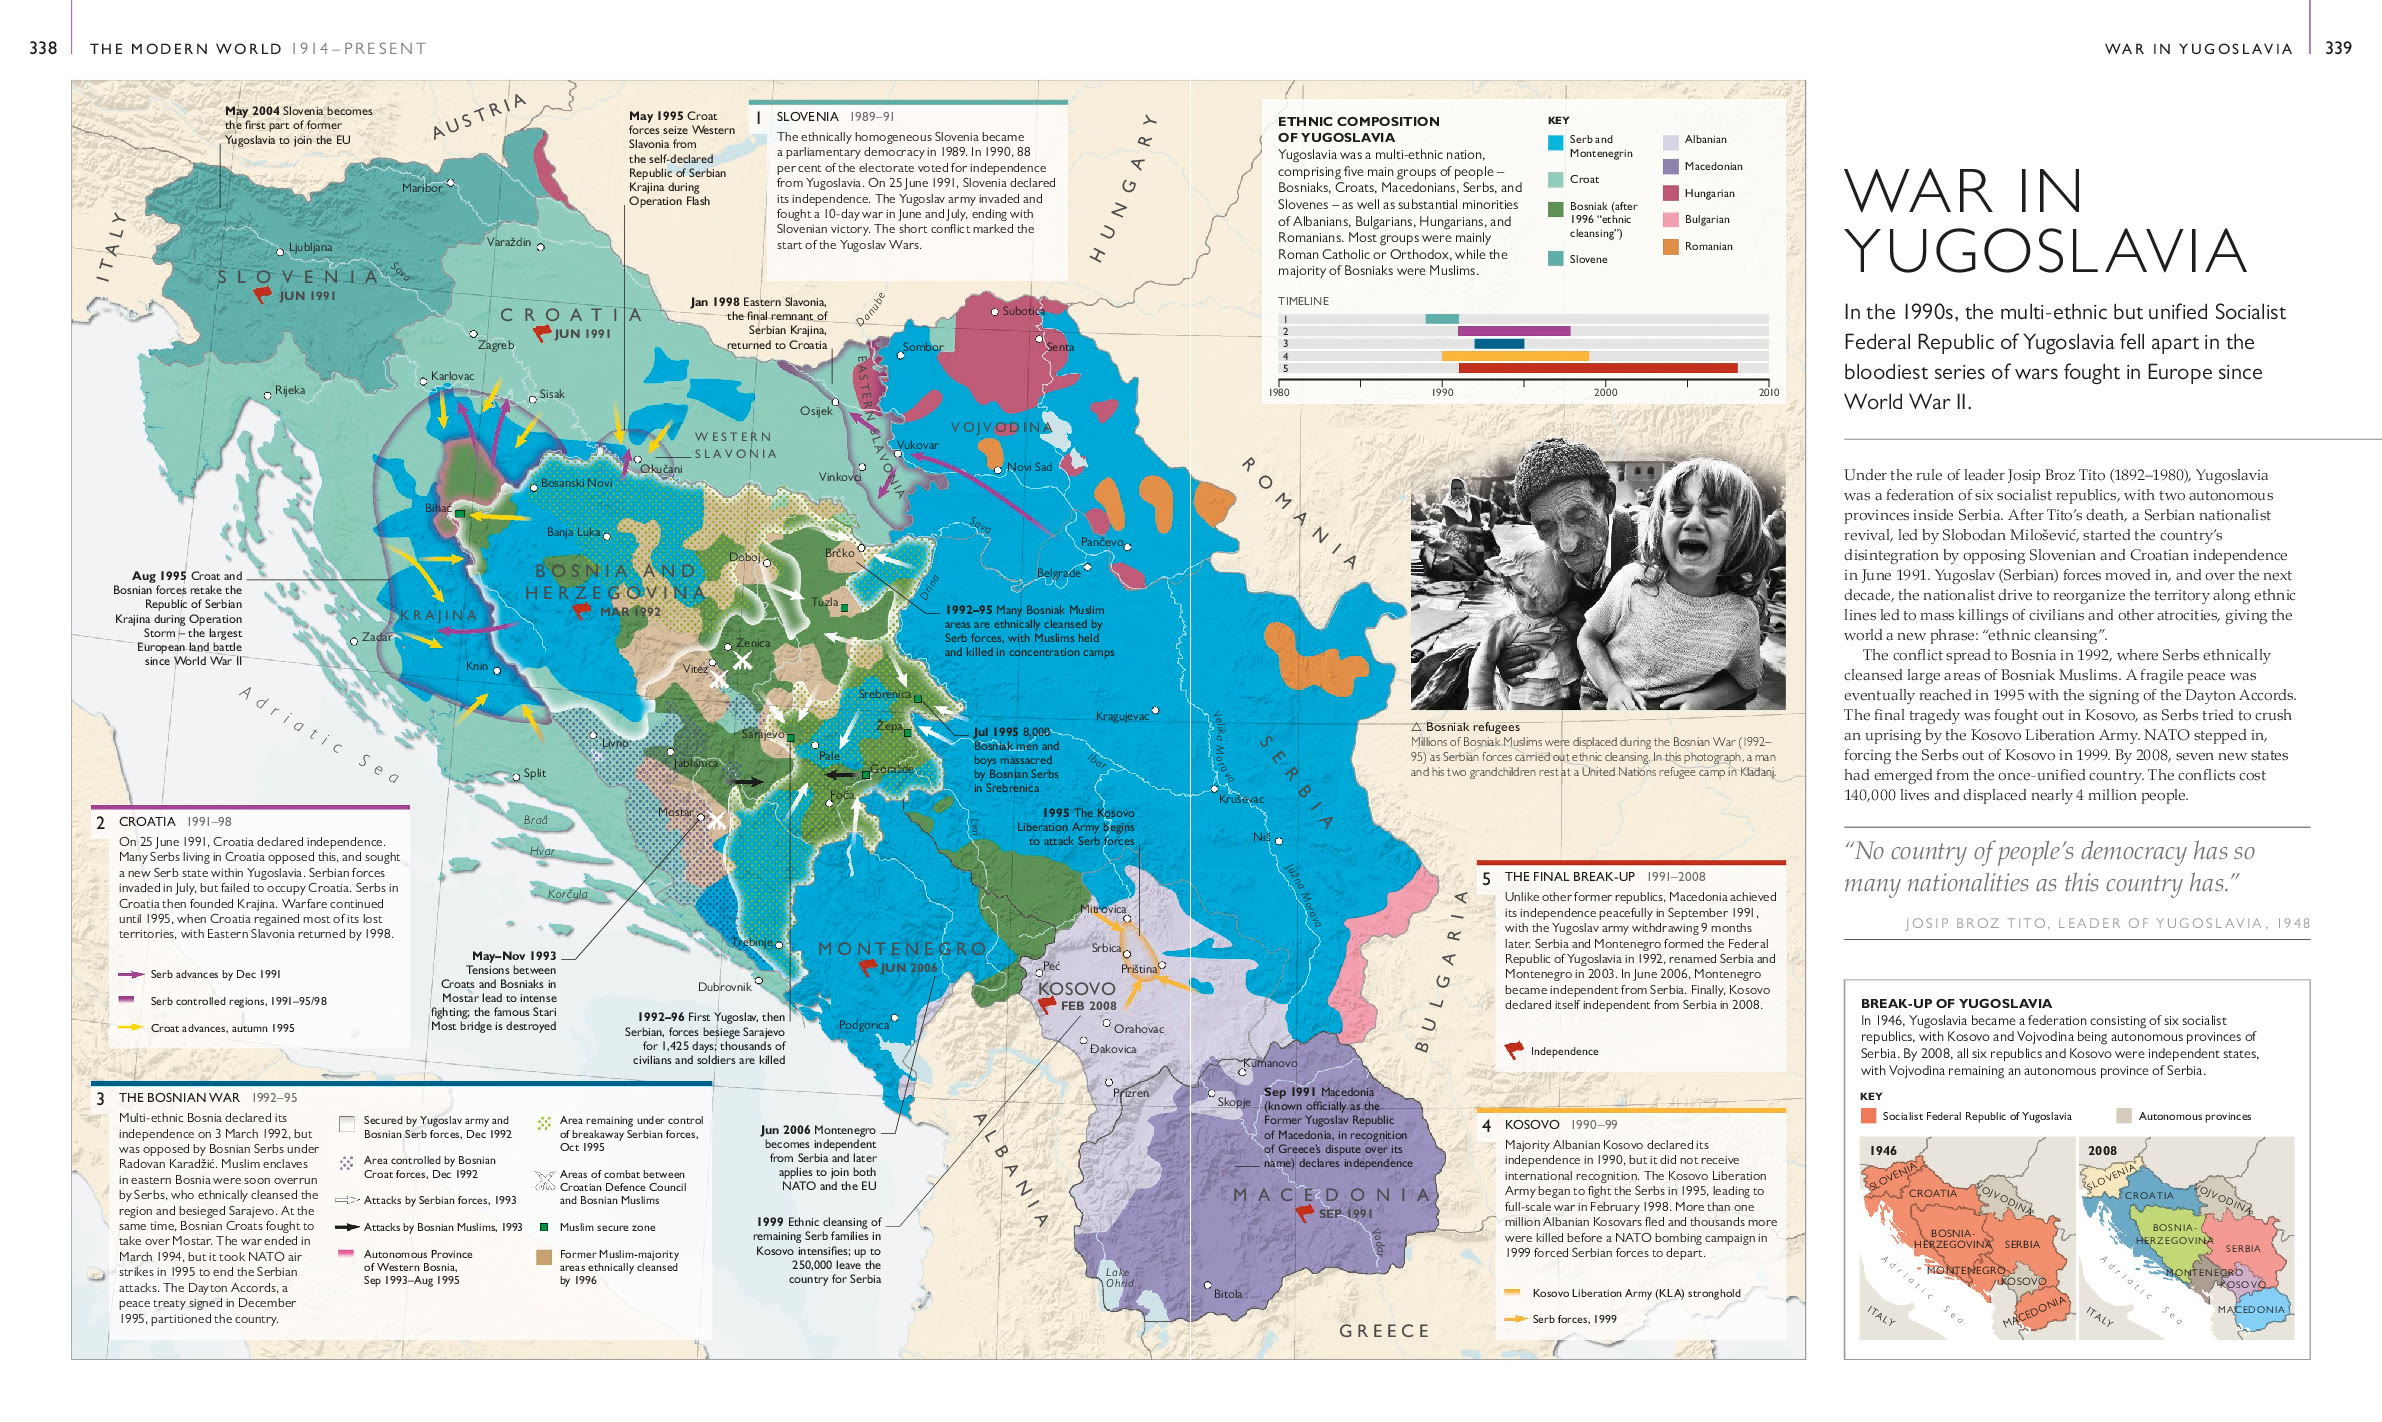 338
THE MODERN WORLD 1914–PRESENT
WAR IN YUGOSLAVIA
339
May 2004 Slovenia becomes
the first part of former
Yugoslavia to join the EU
AUSTRIA
May 1995 Croat
forces seize Western
Slavonia from
the self-declared
Republic of Serbian
Krajina during
Operation Flash
1 SLOVENIA 1989–91
The ethnically homogeneous Slovenia became
a parliamentary democracy in 1989. In 1990, 88
per cent of the electorate voted for independence
from Yugoslavia. On 25 June 1991, Slovenia declared
its independence. The Yugoslav army invaded and
fought a 10-day war in June and July, ending with
Slovenian victory. The short conflict marked the
start of the Yugoslav Wars.
HUNGARY
ETHNIC COMPOSITION
OF YUGOSLAVIA
Yugoslavia was a multi-ethnic nation,
comprising five main groups of people –
Bosniaks, Croats, Macedonians, Serbs, and
Slovenes – as well as substantial minorities
of Albanians, Bulgarians, Hungarians, and
Romanians. Most groups were mainly
Roman Catholic or Orthodox, while the
majority of Bosniaks were Muslims.
KEY
Serb and
Montenegrin
Croat
Bosniak (after
1996 "ethnic
cleansing")
Slovene
Albanian
Macedonian
Hungarian
Bulgarian
Romanian
TIMELINE
1
2
3
4
5
1980
1990
2000
2010
ITALY
Maribor
Ljubljana
Sava
SLOVENIA
JUN 1991
Varaždin
CROATIA
JUN 1991
Zagreb
Karlovac
Rijeka
Sisak
Jan 1998 Eastern Slavonia,
the final remnant of
Serbian Krajina,
returned to Croatia
Danube
Subotica
Sombor
Senta
EASTERN SLAVONIA
Osijek
WESTERN
SLAVONIA
Okučani
VOJVODINA
Vukovar
Vinkovci
Novi Sad
ROMANIA
Bosanski Novi
Bihać
Banja Luka
Doboj
Brčko
Sava
Pančevo
Belgrade
BOSNIA AND
HERZEGOVINA
MAR 1992
Tuzla
Drina
Aug 1995 Croat and
Bosnian forces retake the
Republic of Serbian
Krajina during Operation
Storm – the largest
European land battle
since World War II
KRAJINA
Zadar
Knin
Zenica
Vitez
1992–95 Many Bosniak Muslim
areas are ethnically cleansed by
Serb forces, with Muslims held
and killed in concentration camps
Srebrenica
Žepa
Sarajevo
Pale
Goražde
Foča
Livno
Jablanica
Mostar
Split
Adriatic Sea
Brač
Hvar
Korčula
Jul 1995 8,000
Bosniak men and
boys massacred
by Bosnian Serbs
in Srebrenica
Kragujevac
Velika Morava
Ibar
SERBIA
Kruševac
Niš
Južna Morava
Lim
1995 The Kosovo
Liberation Army begins
to attack Serb forces
△ Bosniak refugees
Millions of Bosniak Muslims were displaced during the Bosnian War (1992–
95) as Serbian forces carried out ethnic cleansing. In this photograph, a man
and his two grandchildren rest at a United Nations refugee camp in Kladanj.
2 CROATIA 1991–98
On 25 June 1991, Croatia declared independence.
Many Serbs living in Croatia opposed this, and sought
a new Serb state within Yugoslavia. Serbian forces
invaded in July, but failed to occupy Croatia. Serbs in
Croatia then founded Krajina. Warfare continued
until 1995, when Croatia regained most of its lost
territories, with Eastern Slavonia returned by 1998.
Serb advances by Dec 1991
Serb controlled regions, 1991–95/98
Croat advances, autumn 1995
May–Nov 1993
Tensions between
Croats and Bosniaks in
Mostar lead to intense
fighting; the famous Stari
Most bridge is destroyed
Trebinje
Dubrovnik
MONTENEGRO
JUN 2006
Podgorica
1992–96 First Yugoslav, then
Serbian, forces besiege Sarajevo
for 1,425 days; thousands of
civilians and soldiers are killed
Mitrovica
Srbica
Priština
Peć
KOSOVO
FEB 2008
Orahovac
Đakovica
Prizren
BULGARIA
5 THE FINAL BREAK-UP 1991–2008
Unlike other former republics, Macedonia achieved
its independence peacefully in September 1991,
with the Yugoslav army withdrawing 9 months
later. Serbia and Montenegro formed the Federal
Republic of Yugoslavia in 1992, renamed Serbia and
Montenegro in 2003. In June 2006, Montenegro
became independent from Serbia. Finally, Kosovo
declared itself independent from Serbia in 2008.
Independence
3 THE BOSNIAN WAR 1992–95
Multi-ethnic Bosnia declared its
independence on 3 March 1992, but
was opposed by Bosnian Serbs under
Radovan Karadžić. Muslim enclaves
in eastern Bosnia were soon overrun
by Serbs, who ethnically cleansed the
region and besieged Sarajevo. At the
same time, Bosnian Croats fought to
take over Mostar. The war ended in
March 1994, but it took NATO air
strikes in 1995 to end the Serbian
attacks. The Dayton Accords, a
peace treaty signed in December
1995, partitioned the country.
Secured by Yugoslav army and
Bosnian Serb forces, Dec 1992
Area controlled by Bosnian
Croat forces, Dec 1992
Attacks by Serbian forces, 1993
Attacks by Bosnian Muslims, 1993
Autonomous Province
of Western Bosnia,
Sep 1993–Aug 1995
Area remaining under control
of breakaway Serbian forces,
Oct 1995
Areas of combat between
Croatian Defence Council
and Bosnian Muslims
Muslim secure zone
Former Muslim-majority
areas ethnically cleansed
by 1996
Jun 2006 Montenegro
becomes independent
from Serbia and later
applies to join both
NATO and the EU
1999 Ethnic cleansing of
remaining Serb families in
Kosovo intensifies; up to
250,000 leave the
country for Serbia
ALBANIA
Kumanovo
Skopje
Sep 1991 Macedonia
(known officially as the
Former Yugoslav Republic
of Macedonia, in recognition
of Greece's dispute over its
name) declares independence
MACEDONIA
SEP 1991
Vadar
Lake
Ohrid
Bitola
GREECE
4 KOSOVO 1990–99
Majority Albanian Kosovo declared its
independence in 1990, but it did not receive
international recognition. The Kosovo Liberation
Army began to fight the Serbs in 1995, leading to
full-scale war in February 1998. More than one
million Albanian Kosovars fled and thousands more
were killed before a NATO bombing campaign in
1999 forced Serbian forces to depart.
Kosovo Liberation Army (KLA) stronghold
Serb forces, 1999
WAR IN
YUGOSLAVIA
In the 1990s, the multi-ethnic but unified Socialist
Federal Republic of Yugoslavia fell apart in the
bloodiest series of wars fought in Europe since
World War II.
Under the rule of leader Josip Broz Tito (1892–1980), Yugoslavia
was a federation of six socialist republics, with two autonomous
provinces inside Serbia. After Tito's death, a Serbian nationalist
revival, led by Slobodan Milošević, started the country's
disintegration by opposing Slovenian and Croatian independence
in June 1991. Yugoslav (Serbian) forces moved in, and over the next
decade, the nationalist drive to reorganize the territory along ethnic
lines led to mass killings of civilians and other atrocities, giving the
world a new phrase: "ethnic cleansing".
The conflict spread to Bosnia in 1992, where Serbs ethnically
cleansed large areas of Bosniak Muslims. A fragile peace was
eventually reached in 1995 with the signing of the Dayton Accords.
The final tragedy was fought out in Kosovo, as Serbs tried to crush
an uprising by the Kosovo Liberation Army. NATO stepped in,
forcing the Serbs out of Kosovo in 1999. By 2008, seven new states
had emerged from the once-unified country. The conflicts cost
140,000 lives and displaced nearly 4 million people.
"No country of people's democracy has so
many nationalities as this country has."
JOSIP BROZ TITO, LEADER OF YUGOSLAVIA, 1948
BREAK-UP OF YUGOSLAVIA
In 1946, Yugoslavia became a federation consisting of six socialist
republics, with Kosovo and Vojvodina being autonomous provinces of
Serbia. By 2008, all six republics and Kosovo were independent states,
with Vojvodina remaining an autonomous province of Serbia.
KEY
Socialist Federal Republic of Yugoslavia
Autonomous provinces
1946
SLOVENIA
CROATIA
VOJVODINA
BOSNIA-
HERZEGOVINA
SERBIA
MONTENEGRO
KOSOVO
MACEDONIA
Adriatic Sea
ITALY
2008
SLOVENIA
CROATIA
VOJVODINA
BOSNIA-
HERZEGOVINA
SERBIA
MONTENEGRO
KOSOVO
MACEDONIA
Adriatic Sea
ITALY